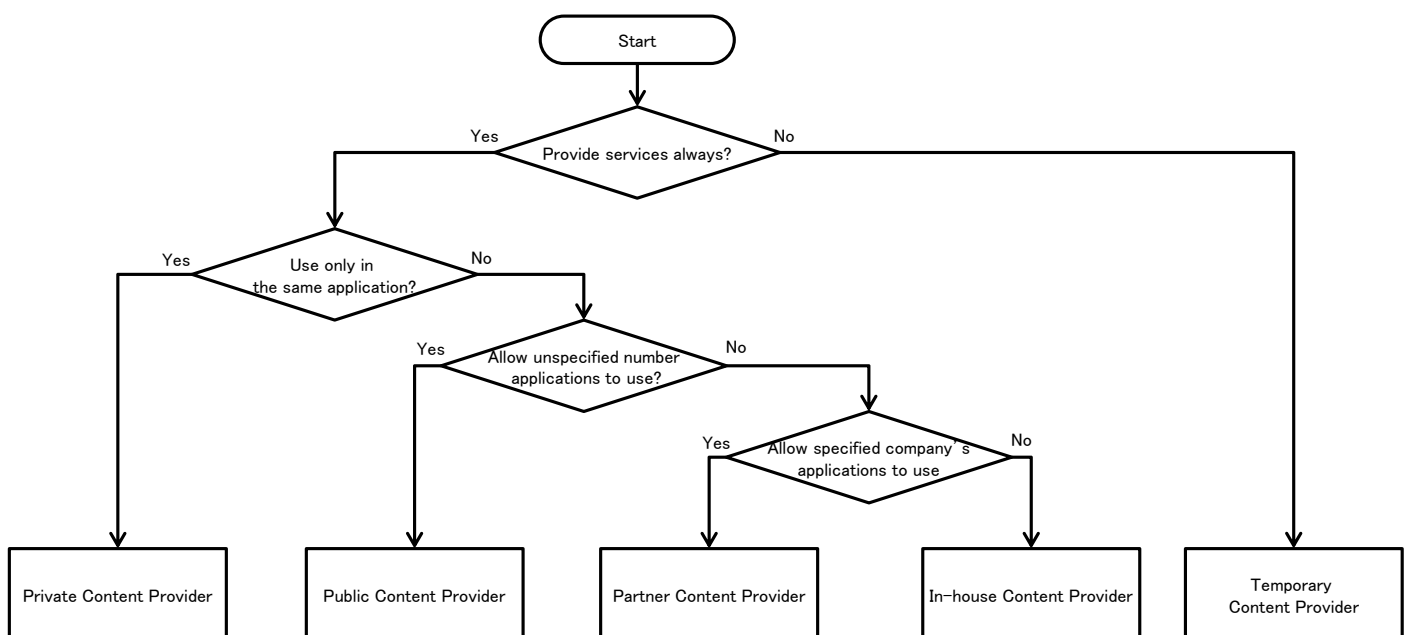 Start
Yes
No
Provide services always?
Yes
No
Use only in
the same application?
Yes
No
Allow unspecified number
applications to use?
Yes
No
Allow specified company's
applications to use
Private Content Provider
Public Content Provider
Partner Content Provider
In-house Content Provider
Temporary
Content Provider